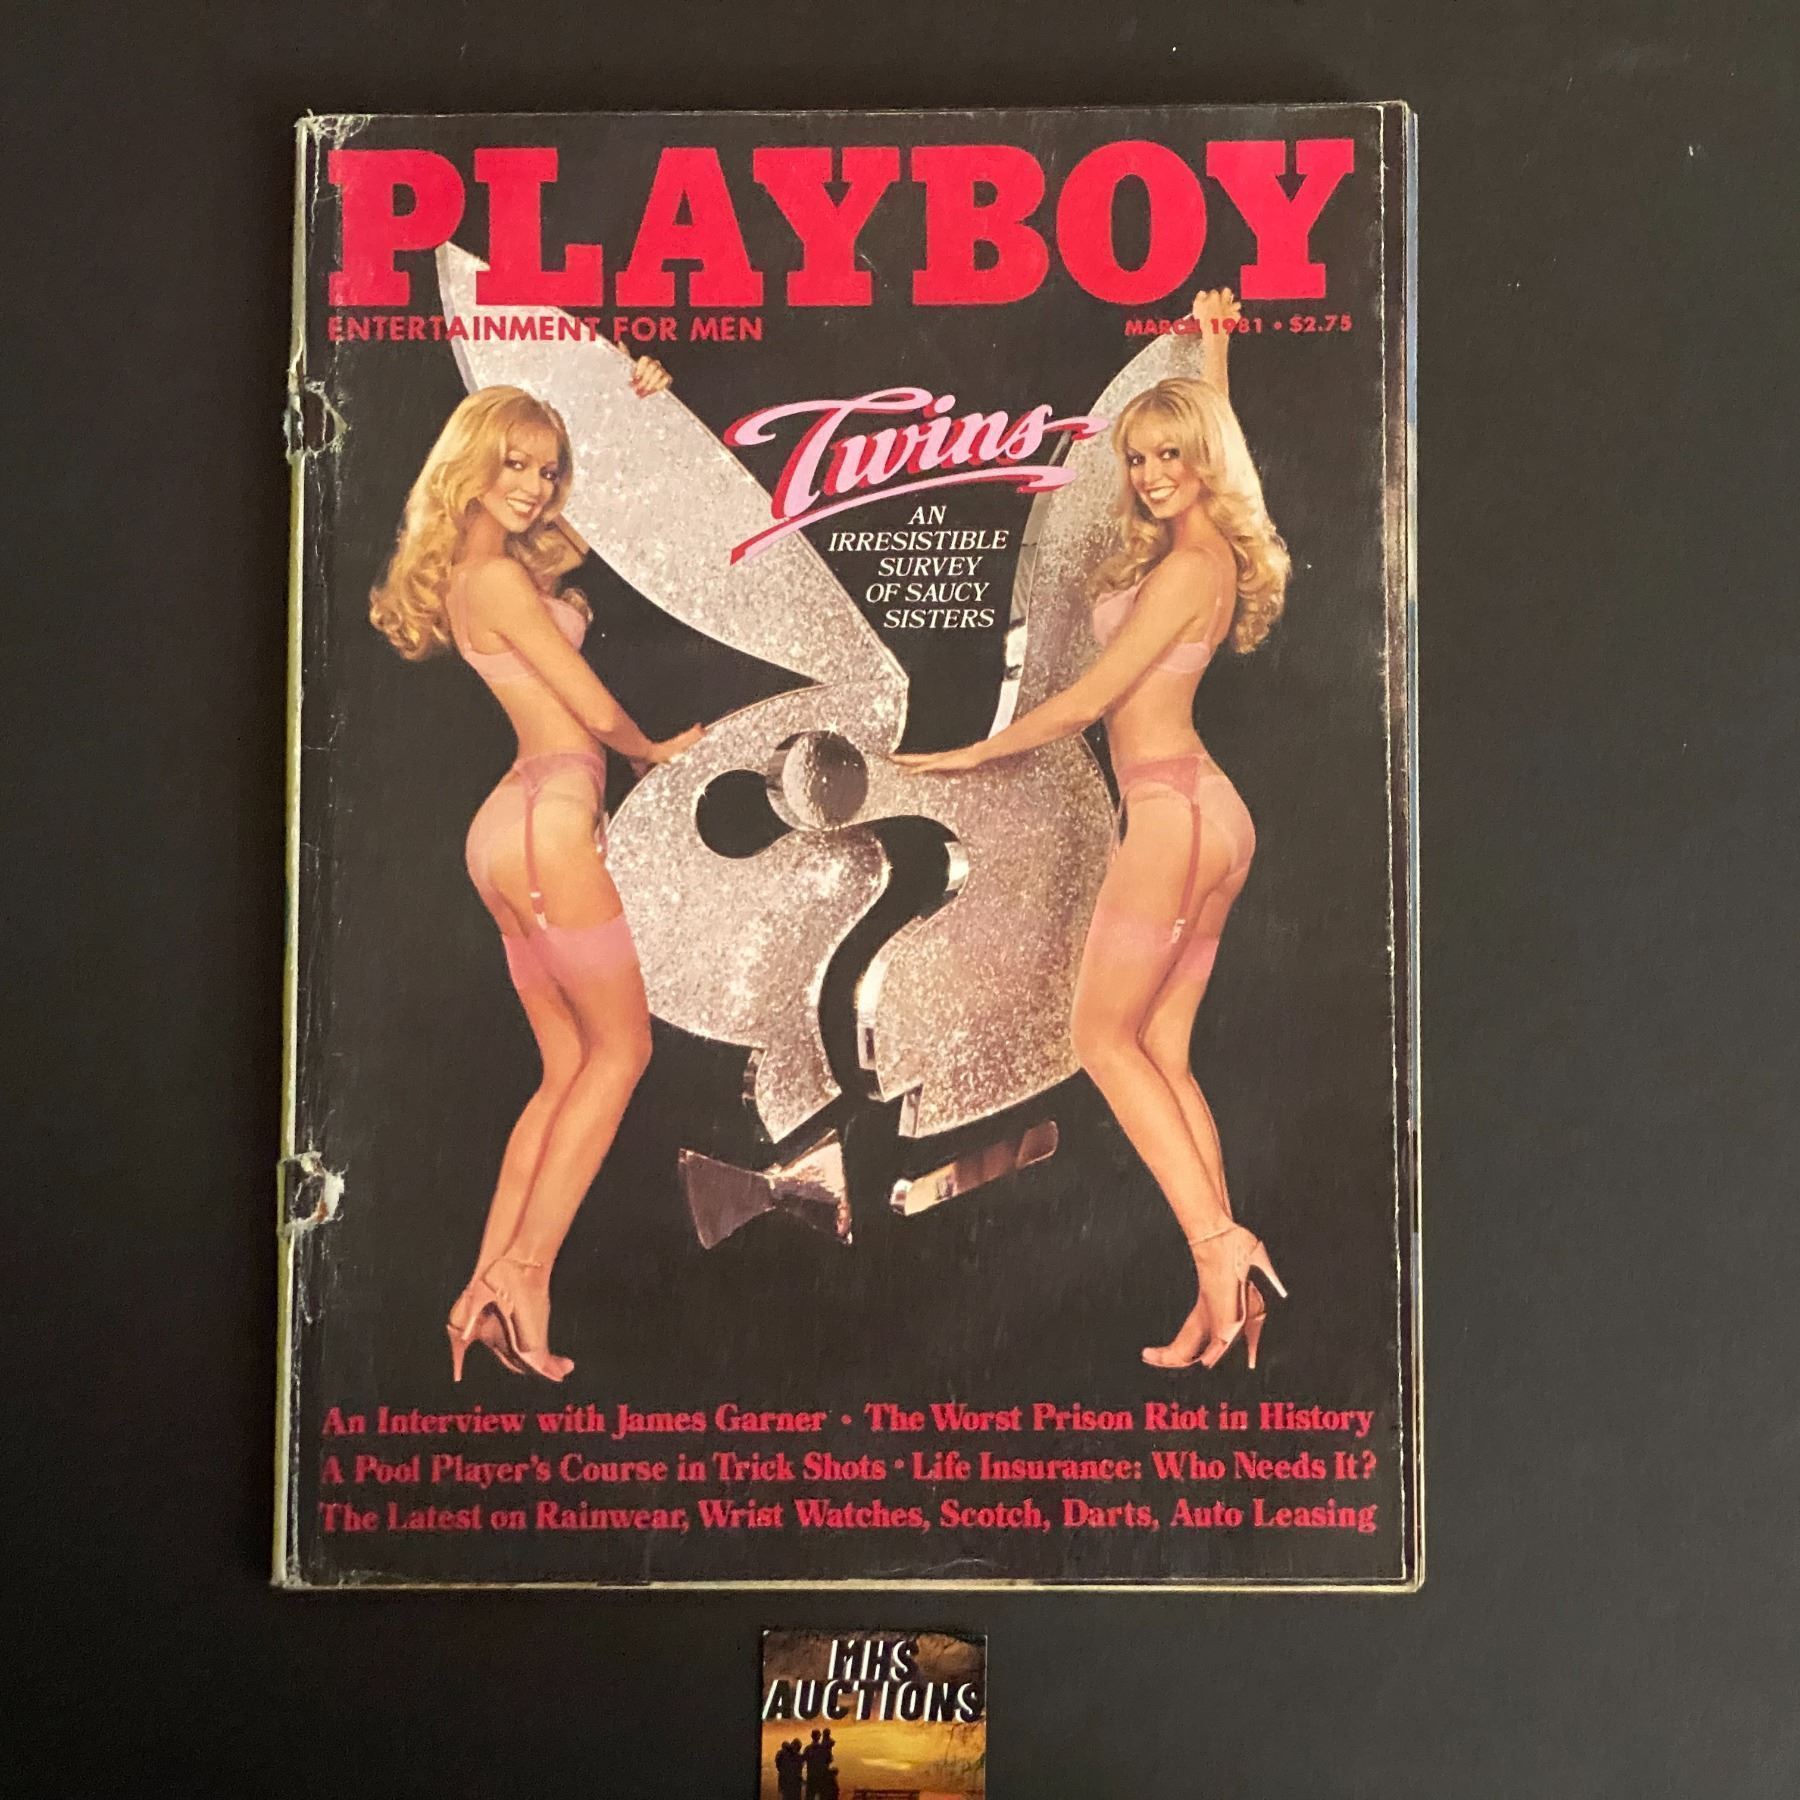 PLAYBOY
ENTERTAINMENT FOR MEN
MARCH 1981 • $2.75
Twins
AN
IRRESISTIBLE
SURVEY
OF SAUCY
SISTERS
An Interview with James Garner • The Worst Prison Riot in History
A Pool Player's Course in Trick Shots • Life Insurance: Who Needs It?
The Latest on Rainwear, Wrist Watches, Scotch, Darts, Auto Leasing
MHS
AUCTIONS